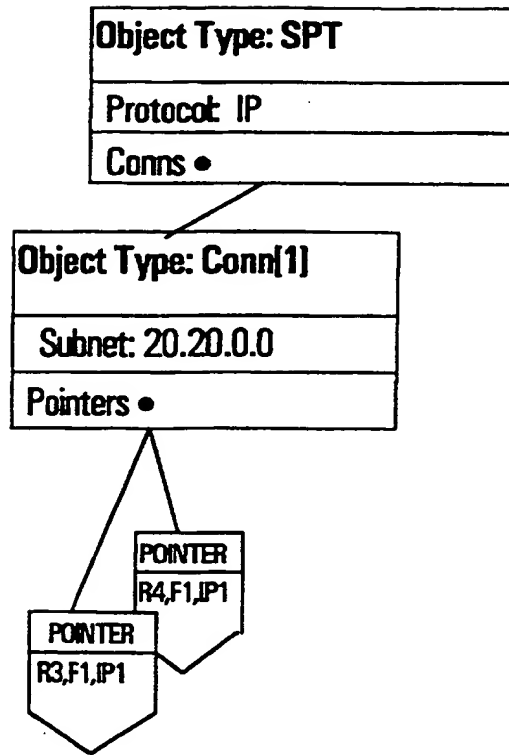 Object Type: SPT
Protocol: IP
Conns
Object Type: Conn[1]
Subnet: 20.20.0.0
Pointers
POINTER
R4,F1,IP1
POINTER
R3,F1,IP1